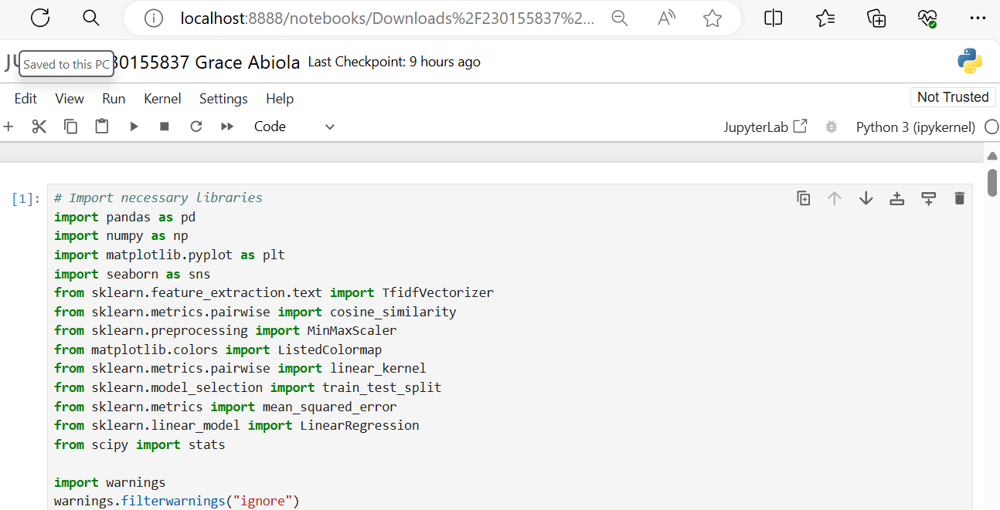 localhost:8888/notebooks/Downloads%2F230155837%2...
Saved to this PC
30155837 Grace Abiola Last Checkpoint: 9 hours ago
Edit View Run Kernel Settings Help
Not Trusted
Code JupyterLab Python 3 (ipykernel)
[1]: # Import necessary libraries
import pandas as pd
import numpy as np
import matplotlib.pyplot as plt
import seaborn as sns
from sklearn.feature_extraction.text import TfidfVectorizer
from sklearn.metrics.pairwise import cosine_similarity
from sklearn.preprocessing import MinMaxScaler
from matplotlib.colors import ListedColormap
from sklearn.metrics.pairwise import linear_kernel
from sklearn.model_selection import train_test_split
from sklearn.metrics import mean_squared_error
from sklearn.linear_model import LinearRegression
from scipy import stats
import warnings
warnings.filterwarnings("ignore")